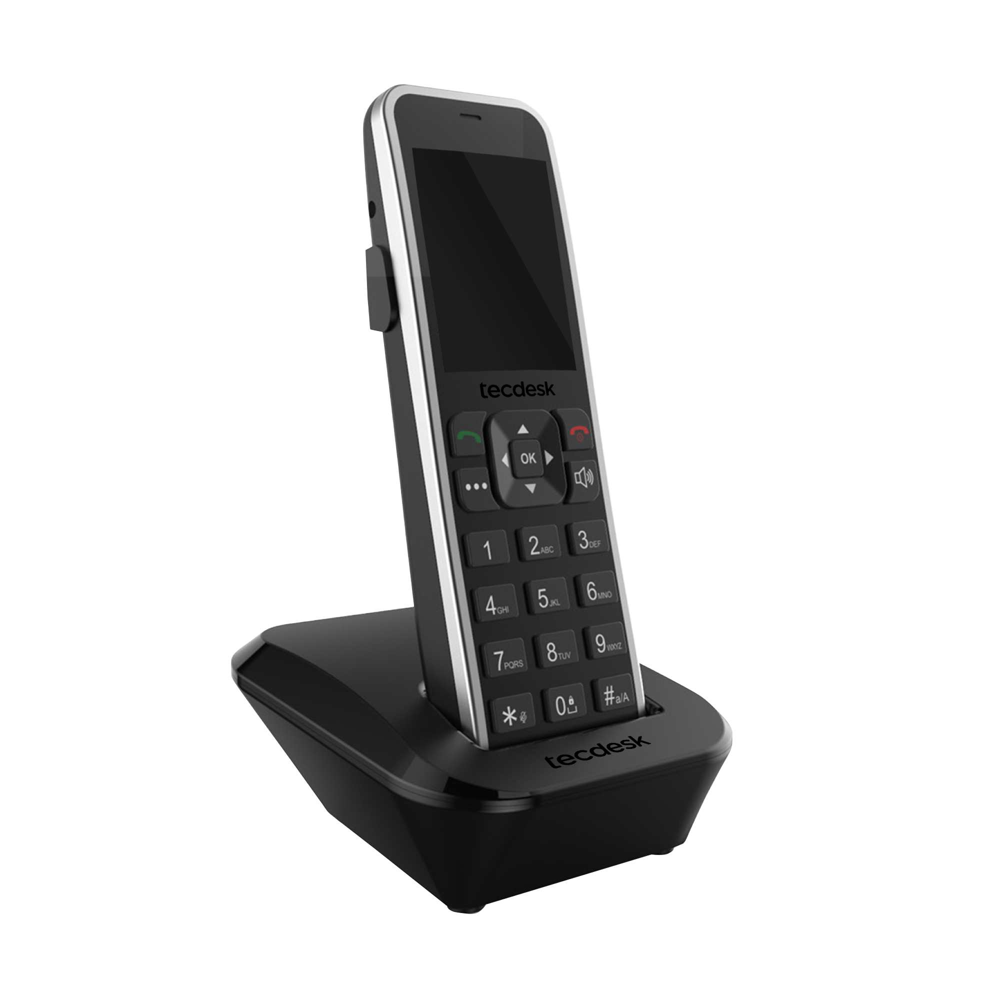 tecdesk
OK
1 2ABC 3DEF
4GHI 5JKL 6MNO
7PQRS 8TUV 9WXYZ
* 0 #a/A
tecdesk